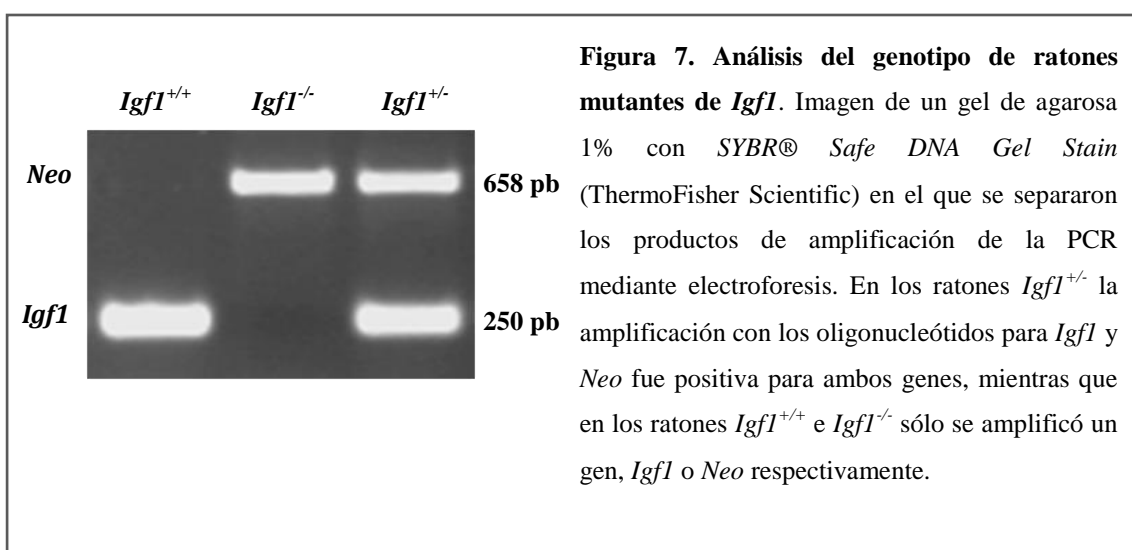 Igf1+/+ Igf1-/- Igf1+/-
Neo
658 pb
Igf1
250 pb
Figura 7. Análisis del genotipo de ratones
mutantes de Igf1. Imagen de un gel de agarosa
1% con SYBR® Safe DNA Gel Stain
(ThermoFisher Scientific) en el que se separaron
los productos de amplificación de la PCR
mediante electroforesis. En los ratones Igf1+/- la
amplificación con los oligonucleótidos para Igf1 y
Neo fue positiva para ambos genes, mientras que
en los ratones Igf1+/+ e Igf1-/- sólo se amplificó un
gen, Igf1 o Neo respectivamente.